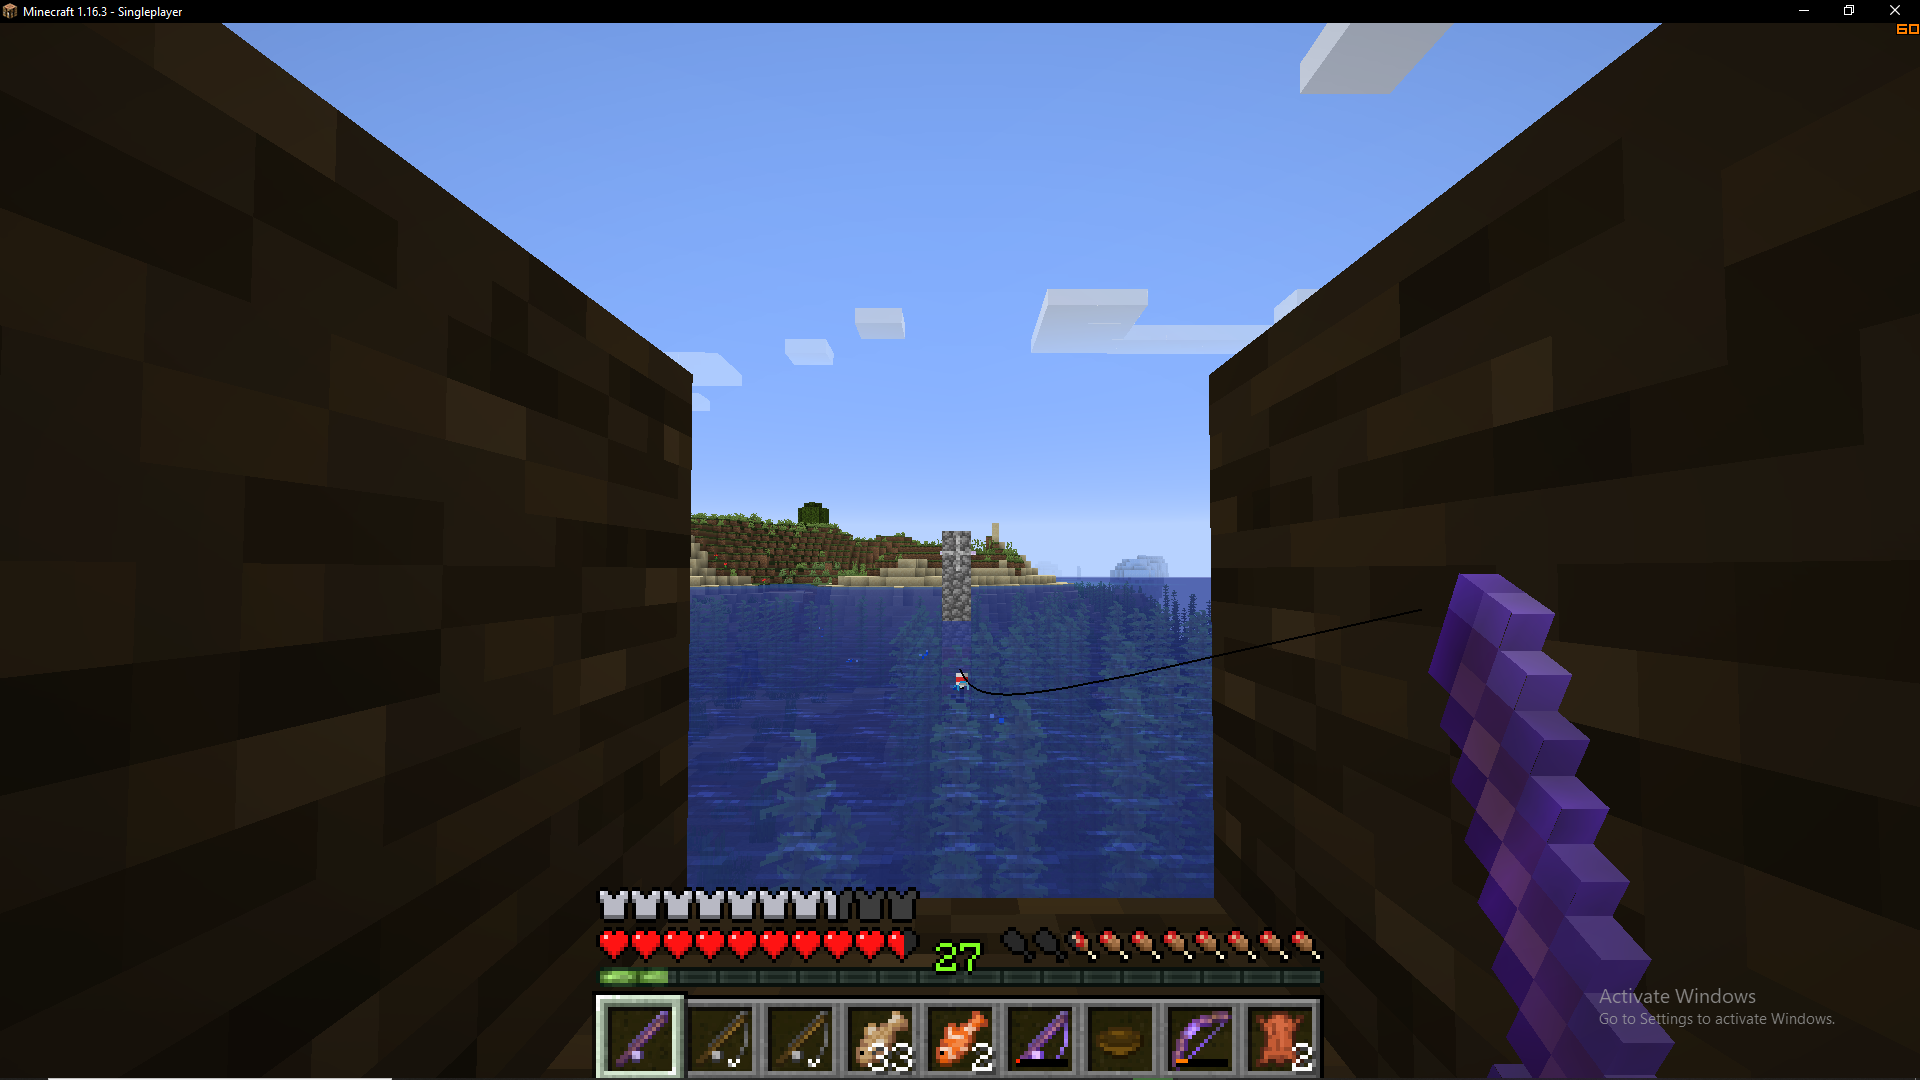 Minecraft 1.16.3 - Singleplayer
60
27
Activate Windows
Go to Settings to activate Windows.
33
2
2